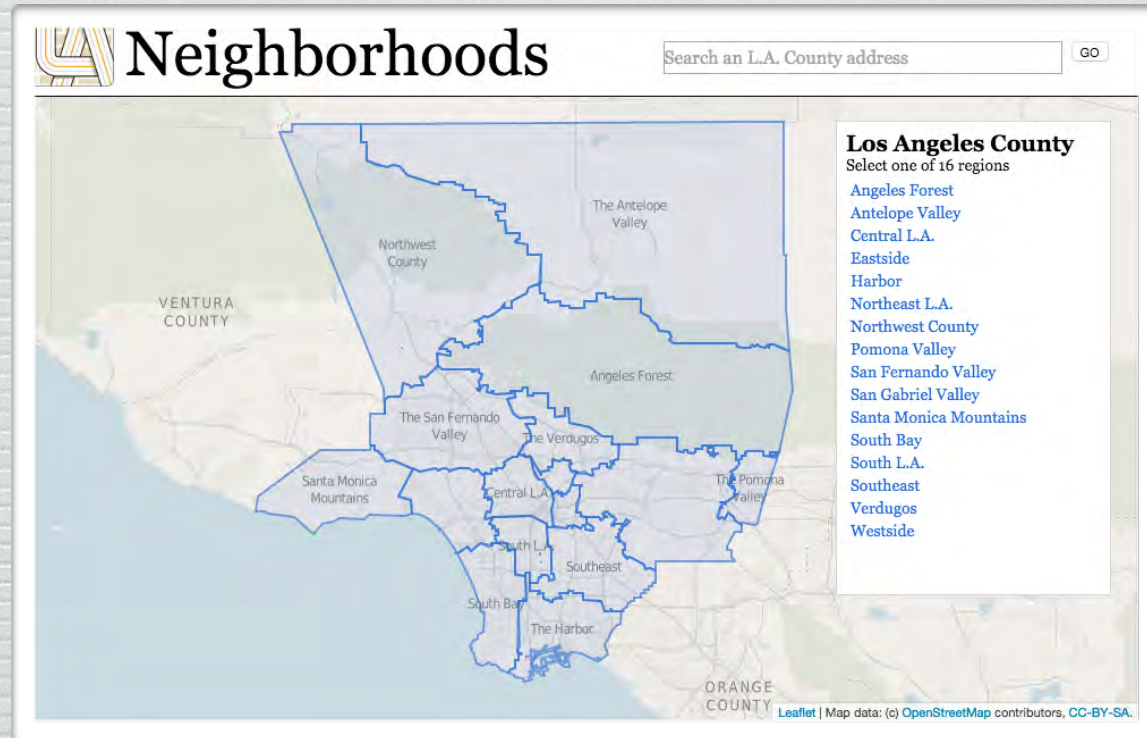 LA Neighborhoods
Search an L.A. County address
GO
Los Angeles County
Select one of 16 regions
Angeles Forest
Antelope Valley
Central L.A.
Eastside
Harbor
Northeast L.A.
Northwest County
Pomona Valley
San Fernando Valley
San Gabriel Valley
Santa Monica Mountains
South Bay
South L.A.
Southeast
Verdugos
Westside
The Antelope
Valley
Northwest
County
VENTURA
COUNTY
Angeles Forest
The San Fernando
Valley
The Verdugos
Santa Monica
Mountains
Central L.A.
The Pomona
Valley
South L.A.
Southeast
South Bay
The Harbor
ORANGE
COUNTY
Leaflet | Map data: (c) OpenStreetMap contributors, CC-BY-SA.